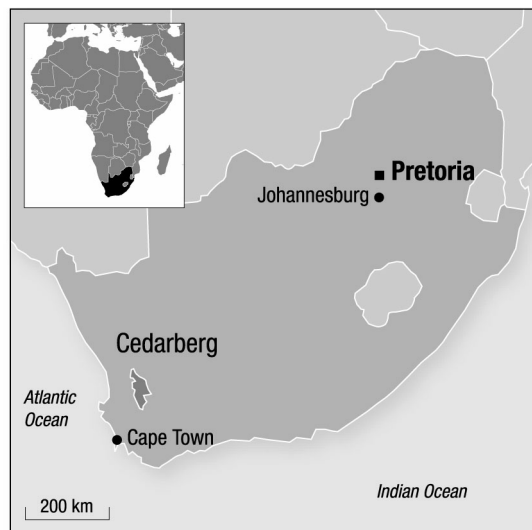 Pretoria
Johannesburg
Cedarberg
Atlantic
Ocean
Cape Town
200 km
Indian Ocean